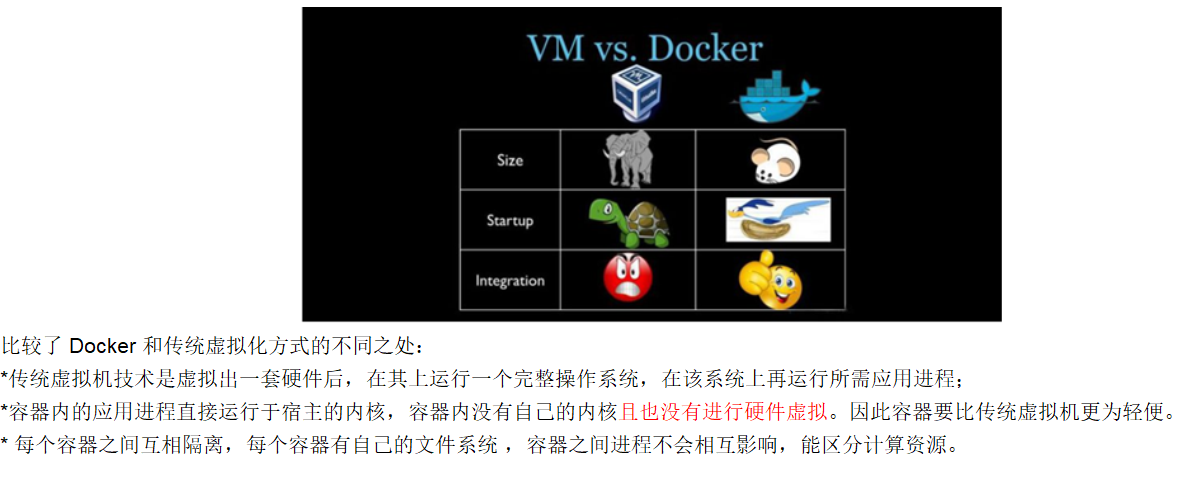 VM vs. Docker
Size
Startup
Integration
比较了 Docker 和传统虚拟化方式的不同之处：
*传统虚拟机技术是虚拟出一套硬件后，在其上运行一个完整操作系统，在该系统上再运行所需应用进程；
*容器内的应用进程直接运行于宿主的内核，容器内没有自己的内核且也没有进行硬件虚拟。因此容器要比传统虚拟机更为轻便。
* 每个容器之间互相隔离，每个容器有自己的文件系统 ，容器之间进程不会相互影响，能区分计算资源。